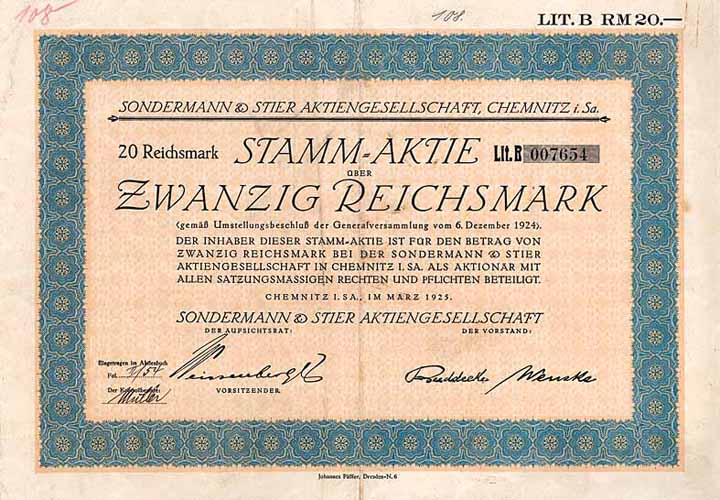 108
108.
LIT. B RM 20.—
SONDERMANN & STIER AKTIENGESELLSCHAFT, CHEMNITZ i. Sa.
20 Reichsmark STAMM-AKTIE Lit. B 007654
ÜBER
ZWANZIG REICHSMARK
(gemäß Umstellungsbeschluß der Generalversammlung vom 6. Dezember 1924).
DER INHABER DIESER STAMM-AKTIE IST FÜR DEN BETRAG VON
ZWANZIG REICHSMARK BEI DER SONDERMANN & STIER
AKTIENGESELLSCHAFT IN CHEMNITZ I. SA. ALS AKTIONAR MIT
ALLEN SATZUNGSMASSIGEN RECHTEN UND PFLICHTEN BETEILIGT.
CHEMNITZ I. SA., IM MARZ 1925.
SONDERMANN & STIER AKTIENGESELLSCHAFT
DER AUFSICHTSRAT: DER VORSTAND:
Eingetragen im Aktienbuch
Fol.
Der Kontrollbeamte:
Müller
VORSITZENDER.
Johannes Päßler, Dresden-N. 6